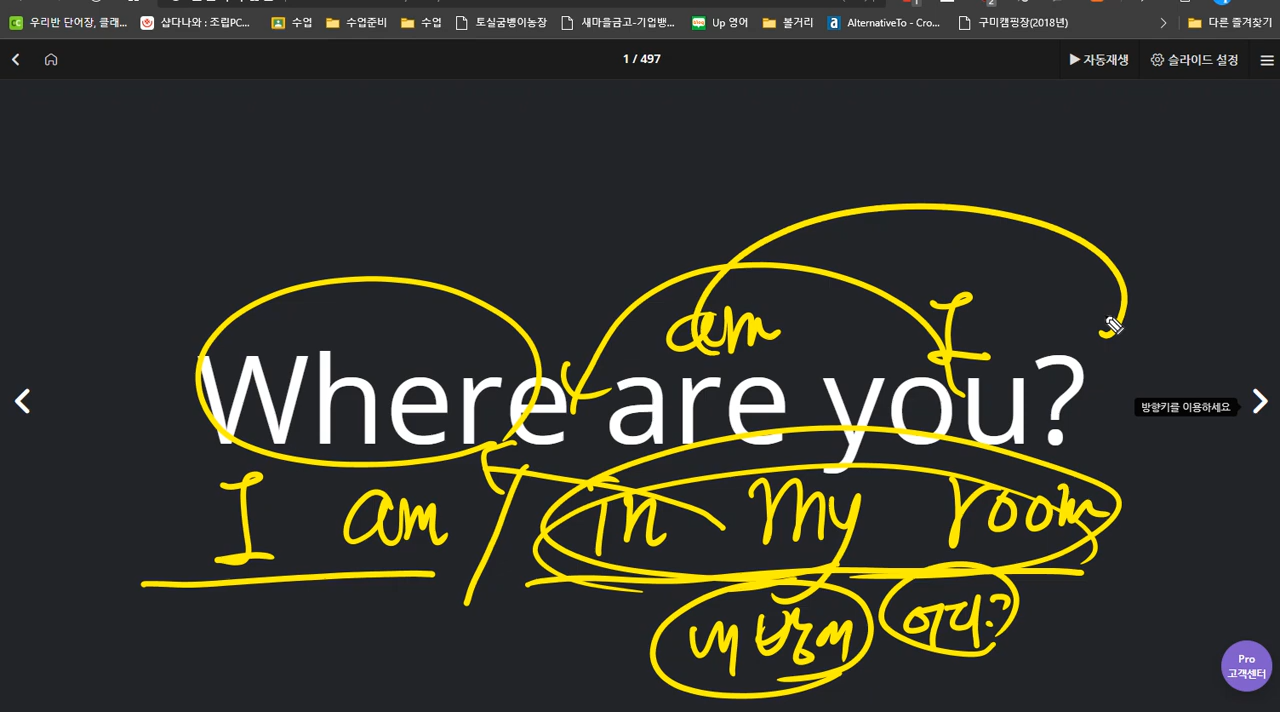 우리반 단어장, 클래... 샵다나와 : 조립PC... 수업 수업준비 수업 토실굼벵이농장 새마을금고-기업뱅... Up 영어 볼거리 AlternativeTo - Cro... 구미캠핑장(2018년) 다른 즐겨찾기
1 / 497 자동재생 슬라이드 설정
am I
Where are you?
방향키를 이용하세요
I am / in my room
내 방에 어디?
Pro
고객센터